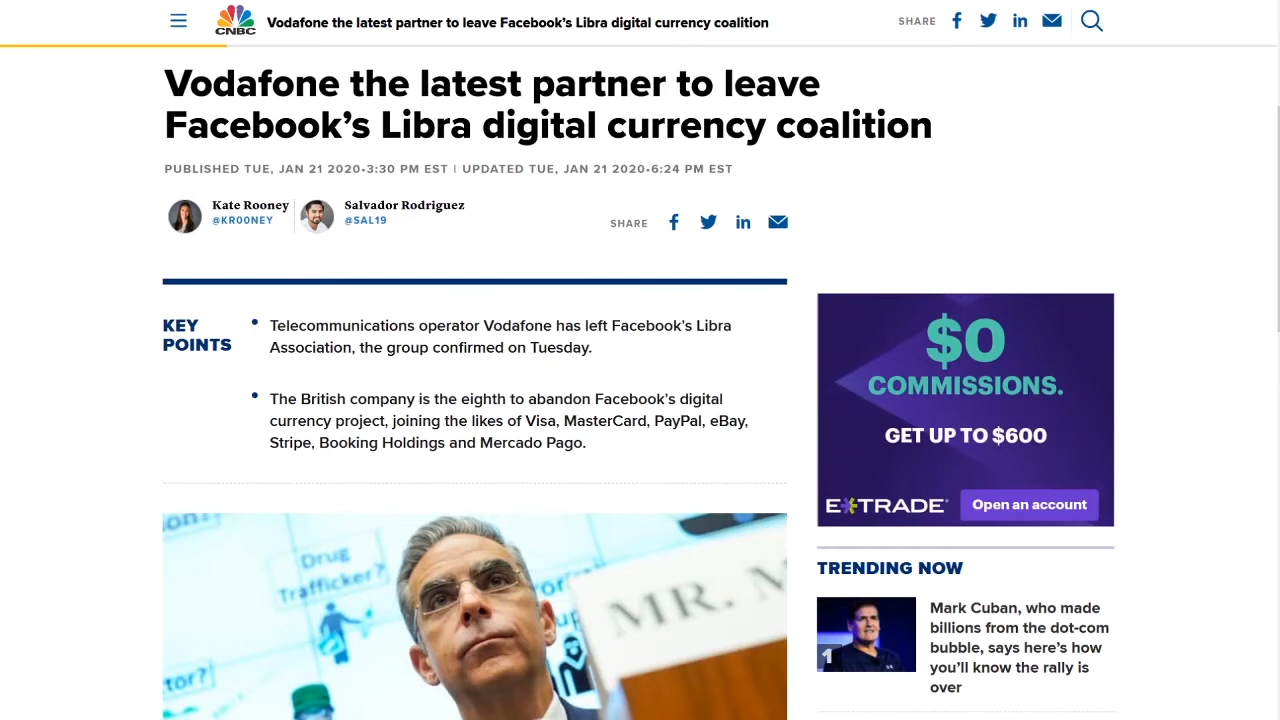 CNBC
Vodafone the latest partner to leave Facebook’s Libra digital currency coalition
SHARE
Vodafone the latest partner to leave
Facebook’s Libra digital currency coalition
PUBLISHED TUE, JAN 21 2020•3:30 PM EST | UPDATED TUE, JAN 21 2020•6:24 PM EST
Kate Rooney
@KR00NEY
Salvador Rodriguez
@SAL19
SHARE
KEY
POINTS
Telecommunications operator Vodafone has left Facebook’s Libra
Association, the group confirmed on Tuesday.
The British company is the eighth to abandon Facebook’s digital
currency project, joining the likes of Visa, MasterCard, PayPal, eBay,
Stripe, Booking Holdings and Mercado Pago.
Drug
Trafficker?
MR. M
$0
COMMISSIONS.
GET UP TO $600
E*TRADE
Open an account
TRENDING NOW
1
Mark Cuban, who made
billions from the dot-com
bubble, says here’s how
you’ll know the rally is
over